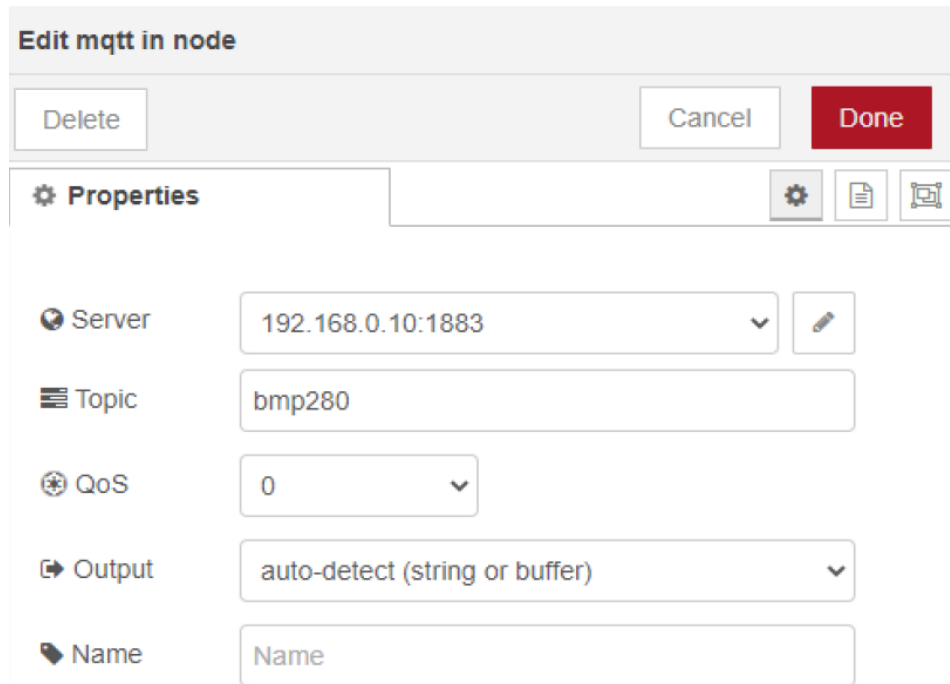 Edit mqtt in node
Delete Cancel Done
Properties
Server 192.168.0.10:1883
Topic bmp280
QoS 0
Output auto-detect (string or buffer)
Name Name